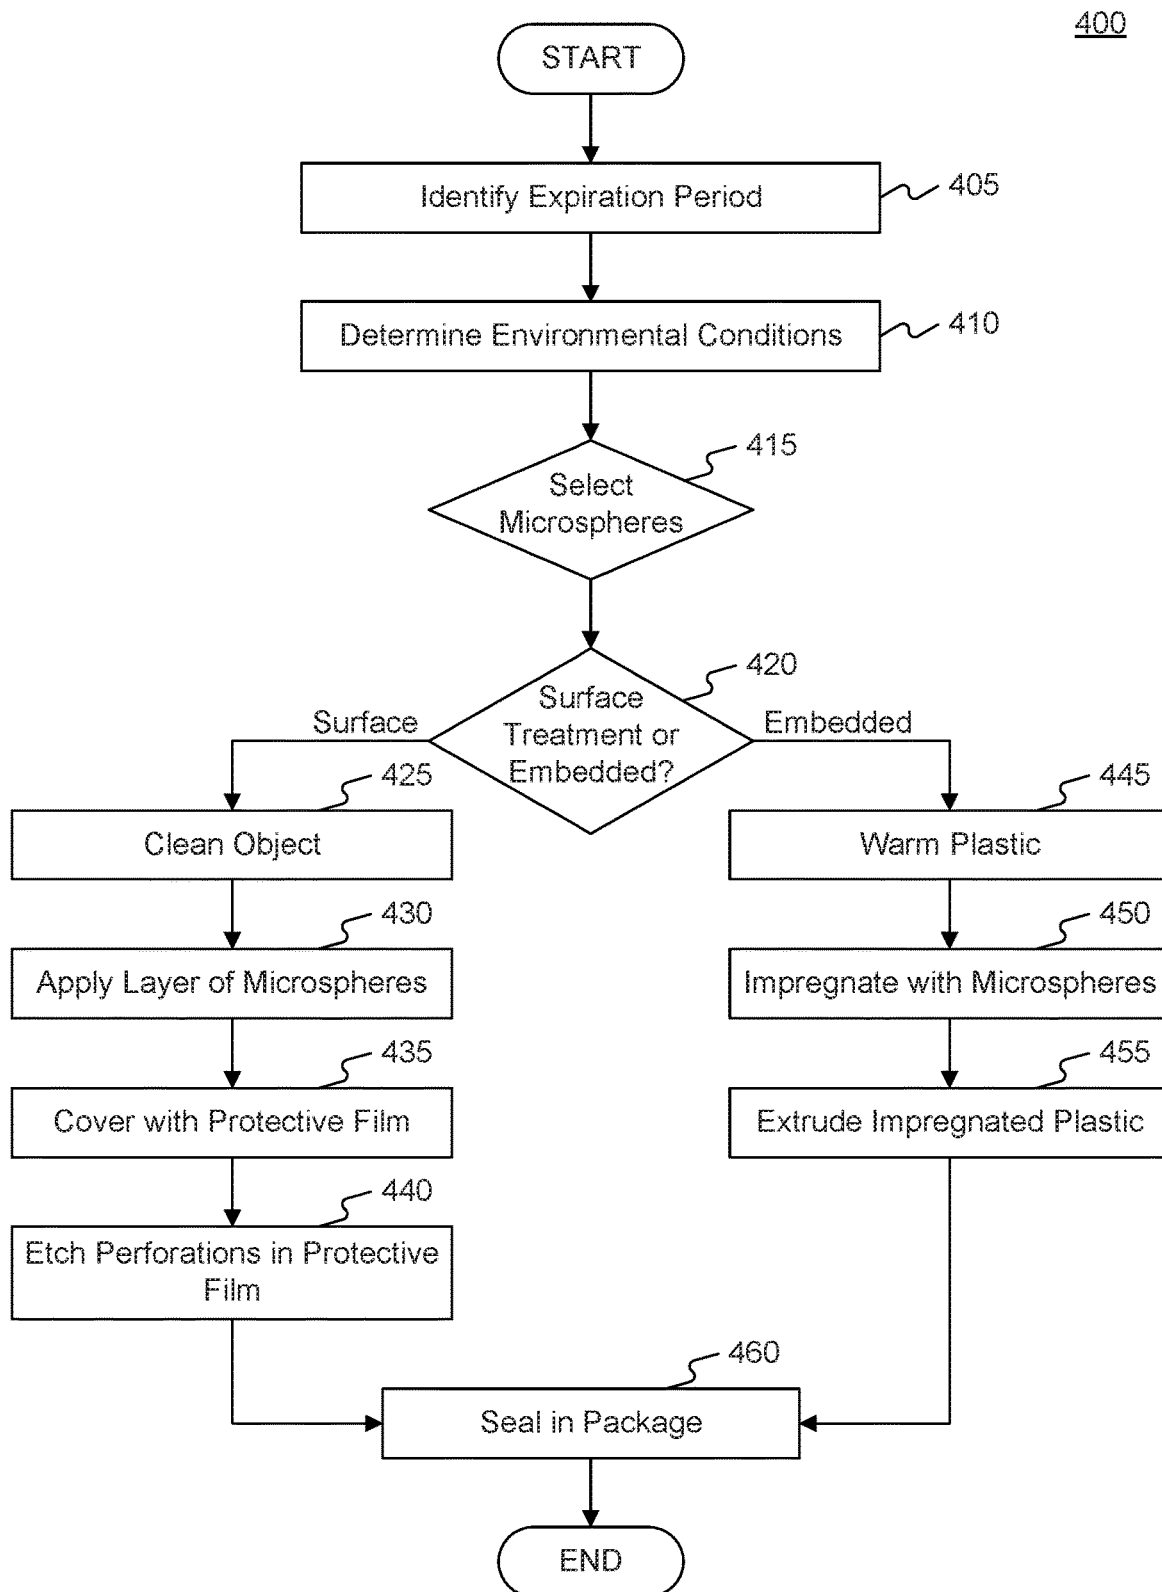 400
START
Identify Expiration Period
405
Determine Environmental Conditions
410
415
Select
Microspheres
420
Surface
Treatment or
Embedded?
Surface
Embedded
425
Clean Object
430
Apply Layer of Microspheres
435
Cover with Protective Film
440
Etch Perforations in Protective
Film
445
Warm Plastic
450
Impregnate with Microspheres
455
Extrude Impregnated Plastic
460
Seal in Package
END